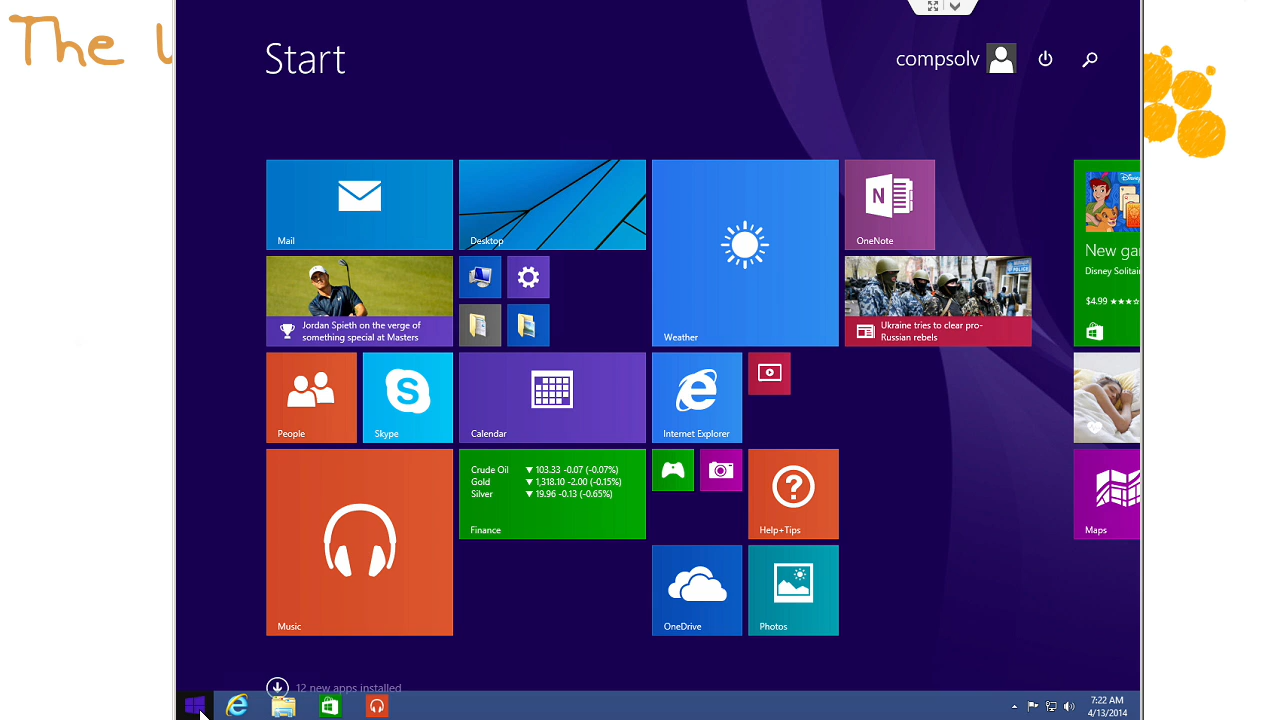 The
Start
compsolv
Mail
Desktop
Jordan Spieth on the verge of
something special at Masters
Weather
N
OneNote
POLICE
Ukraine tries to clear pro-
Russian rebels
Disney
New ga
Disney Solitai
$4.99
People
S
Skype
Calendar
Internet Explorer
Crude Oil ▼ 103.33 -0.07 (-0.07%)
Gold ▼ 1,318.10 -2.00 (-0.15%)
Silver ▼ 19.96 -0.13 (-0.65%)
Finance
?
Help+Tips
Maps
Music
OneDrive
Photos
12 new apps installed
7:22 AM
4/13/2014